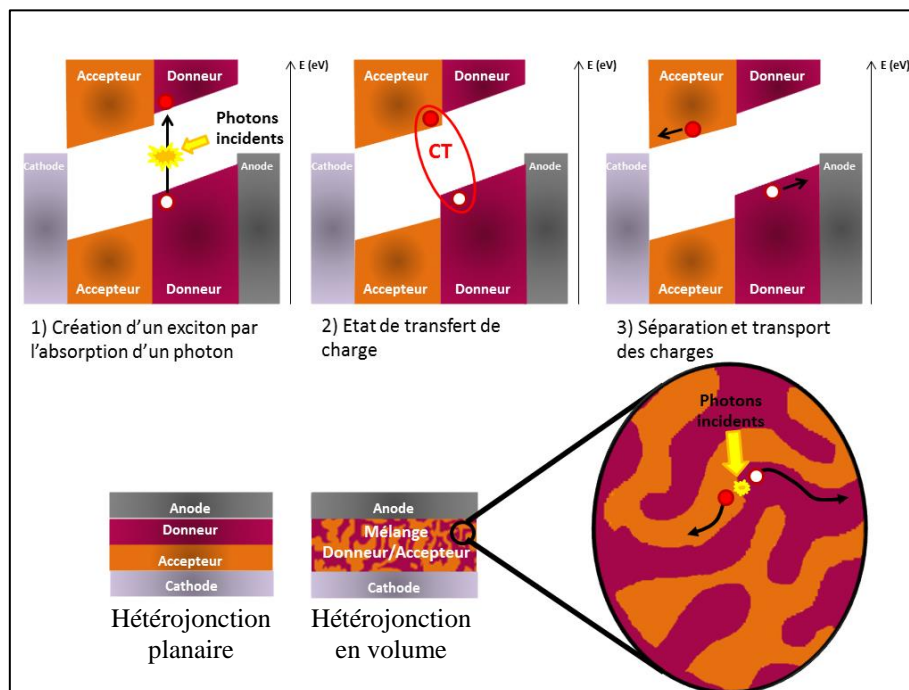 Accepteur
Donneur
E (eV)
Photons
incidents
Cathode
Anode
Accepteur
Donneur
1) Création d'un exciton par
l'absorption d'un photon
Accepteur
Donneur
E (eV)
CT
Cathode
Anode
Accepteur
Donneur
2) Etat de transfert de
charge
Accepteur
Donneur
E (eV)
Cathode
Anode
Accepteur
Donneur
3) Séparation et transport
des charges
Anode
Donneur
Accepteur
Cathode
Hétérojonction
planaire
Anode
Mélange
Donneur/Accepteur
Cathode
Hétérojonction
en volume
Photons
incidents